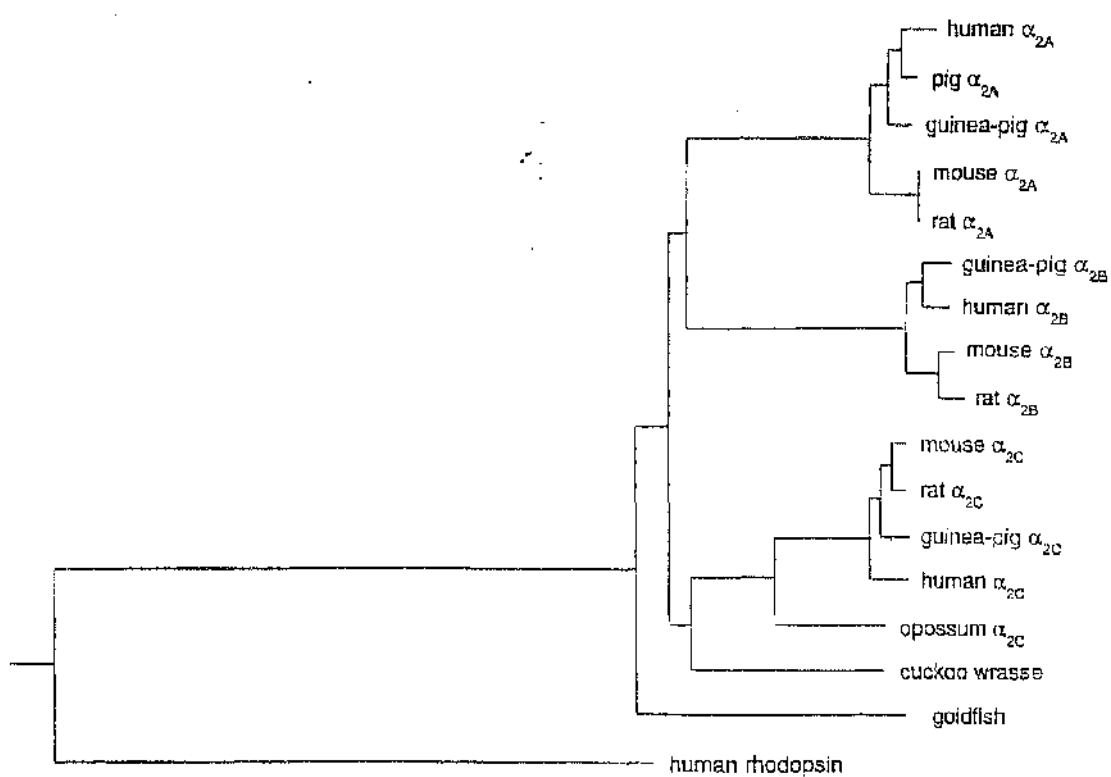 human α₂A
pig α₂A
guinea-pig α₂A
mouse α₂A
rat α₂A
guinea-pig α₂B
human α₂B
mouse α₂B
rat α₂B
mouse α₂C
rat α₂C
guinea-pig α₂C
human α₂C
opossum α₂C
cuckoo wrasse
goldfish
human rhodopsin